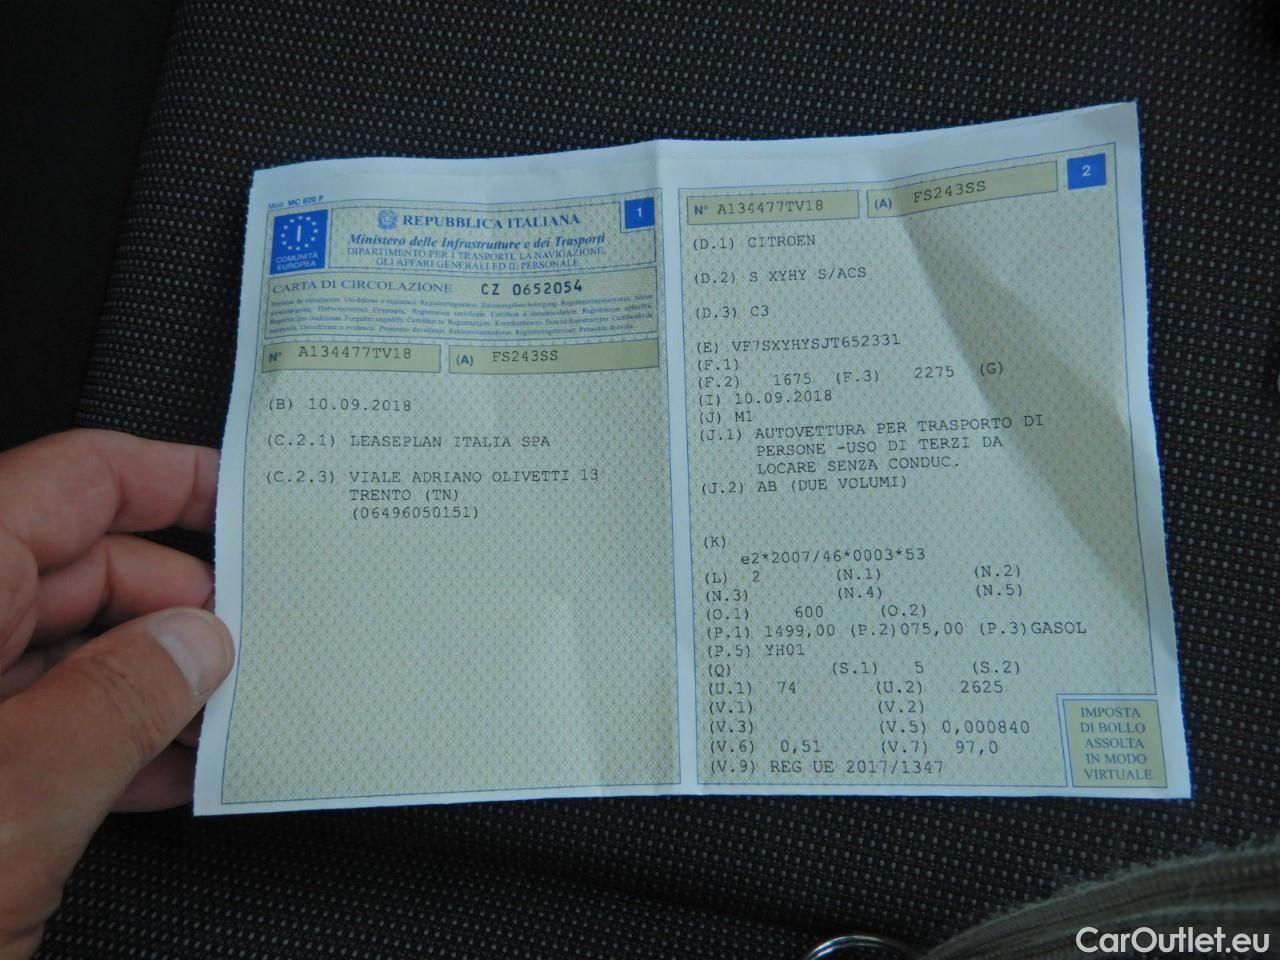 Mod. MC 820 F
I
COMUNITÀ
EUROPEA
REPUBBLICA ITALIANA
1
Ministero delle Infrastrutture e dei Trasporti
DIPARTIMENTO PER I TRASPORTI, LA NAVIGAZIONE,
GLI AFFARI GENERALI ED IL PERSONALE
CARTA DI CIRCOLAZIONE CZ 0652054
N° A134477TV18 (A) FS243SS
(B) 10.09.2018
(C.2.1) LEASEPLAN ITALIA SPA
(C.2.3) VIALE ADRIANO OLIVETTI 13
TRENTO (TN)
(06496050151)
2
N° A134477TV18 (A) FS243SS
(D.1) CITROEN
(D.2) S XYHY S/ACS
(D.3) C3
(E) VF7SXYHYSJT652331
(F.1)
(F.2) 1675 (F.3) 2275 (G)
(I) 10.09.2018
(J) M1
(J.1) AUTOVETTURA PER TRASPORTO DI
PERSONE -USO DI TERZI DA
LOCARE SENZA CONDUC.
(J.2) AB (DUE VOLUMI)
(K)
e2*2007/46*0003*53
(L) 2 (N.1) (N.2)
(N.3) (N.4) (N.5)
(O.1) 600 (O.2)
(P.1) 1499,00 (P.2)075,00 (P.3)GASOL
(P.5) YH01
(Q) (S.1) 5 (S.2)
(U.1) 74 (U.2) 2625
(V.1) (V.2)
(V.3) (V.5) 0,000840
(V.6) 0,51 (V.7) 97,0
(V.9) REG UE 2017/1347
IMPOSTA
DI BOLLO
ASSOLTA
IN MODO
VIRTUALE
CarOutlet.eu